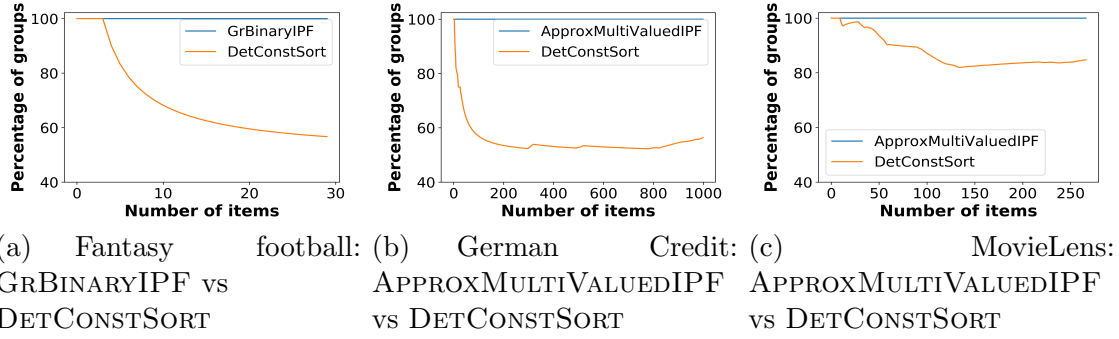 100
80
60
40
Percentage of groups
GrBinaryIPF
DetConstSort
0
10
20
30
Number of items
100
80
60
40
Percentage of groups
ApproxMultiValuedIPF
DetConstSort
0
200
400
600
800
1000
Number of items
100
80
60
40
Percentage of groups
ApproxMultiValuedIPF
DetConstSort
0
50
100
150
200
250
Number of items
(a) Fantasy football:
GRBINARYIPF vs
DETCONSTSORT
(b) German Credit:
APPROXMULTIVALUEDIPF
vs DETCONSTSORT
(c) MovieLens:
APPROXMULTIVALUEDIPF
vs DETCONSTSORT